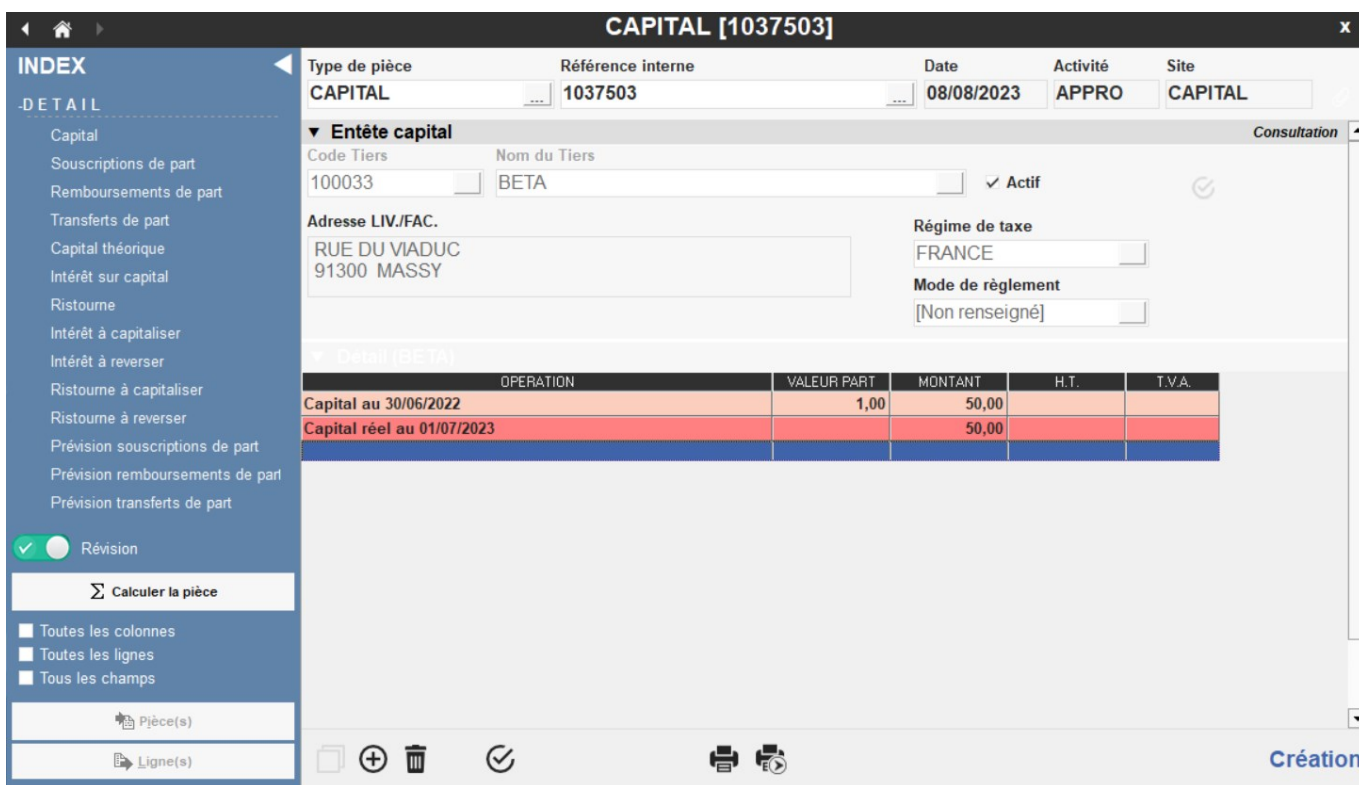 CAPITAL [1037503]
x
INDEX
-DETAIL
Capital
Souscriptions de part
Remboursements de part
Transferts de part
Capital théorique
Intérêt sur capital
Ristourne
Intérêt à capitaliser
Intérêt à reverser
Ristourne à capitaliser
Ristourne à reverser
Prévision souscriptions de part
Prévision remboursements de part
Prévision transferts de part
Révision
Σ Calculer la pièce
Toutes les colonnes
Toutes les lignes
Tous les champs
Pièce(s)
Ligne(s)
Type de pièce Référence interne Date Activité Site
CAPITAL ... 1037503 ... 08/08/2023 APPRO CAPITAL
▼ Entête capital Consultation
Code Tiers Nom du Tiers
100033 BETA Actif
Adresse LIV./FAC.
RUE DU VIADUC
91300 MASSY
Régime de taxe
FRANCE
Mode de règlement
[Non renseigné]
▼ Détail (BETA)
OPERATION VALEUR PART MONTANT H.T. T.V.A.
Capital au 30/06/2022 1,00 50,00
Capital réel au 01/07/2023 50,00
Création